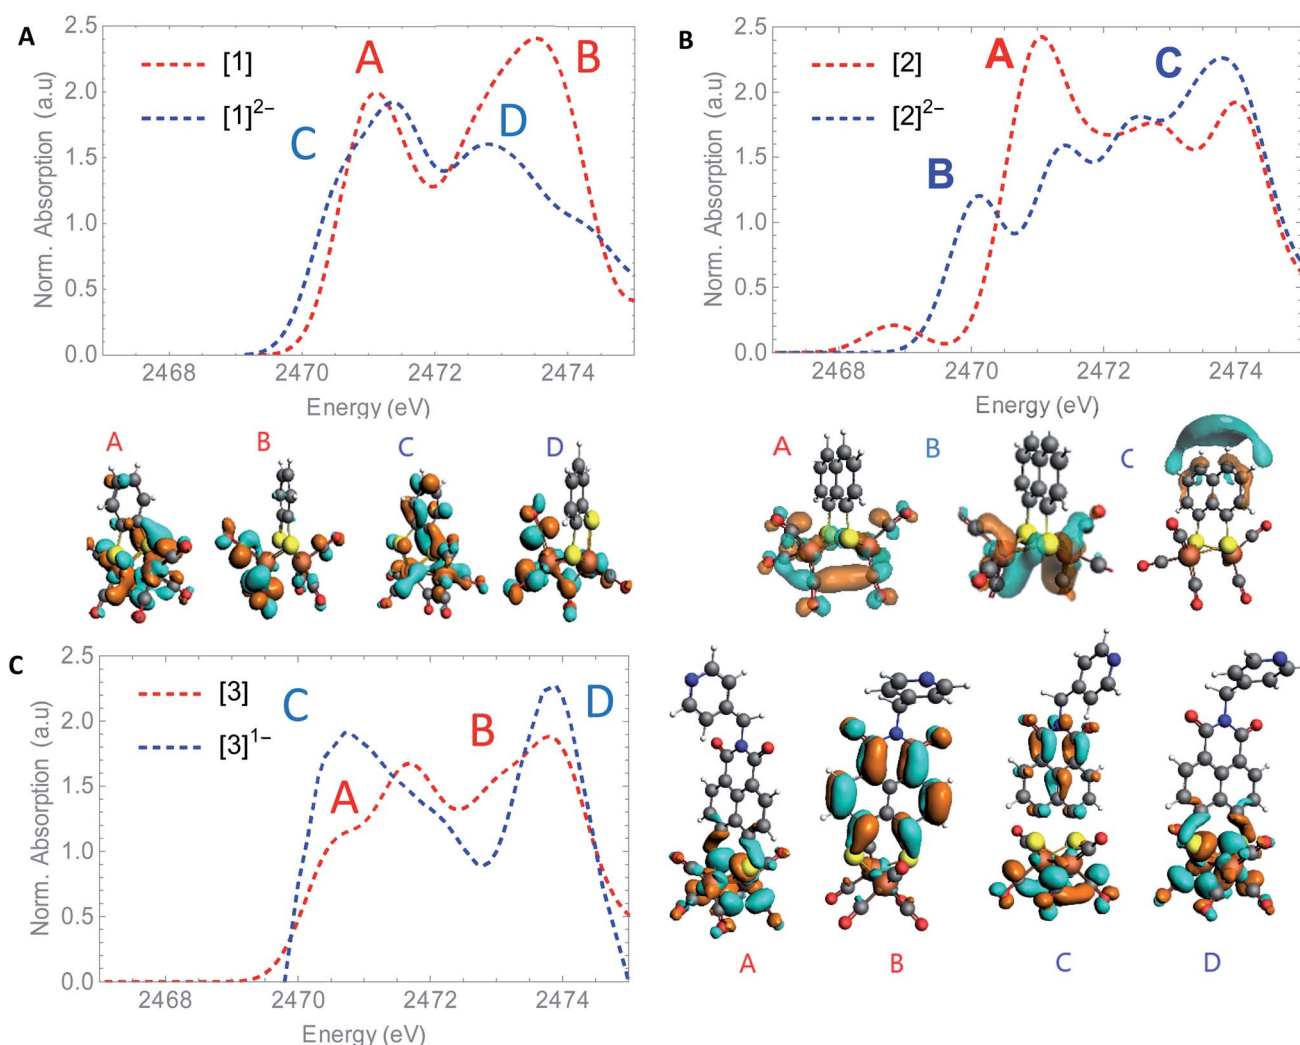 A
2.5
2.0
1.5
1.0
0.5
0.0
Norm. Absorption (a.u)
[1]
[1]2–
A
B
C
D
2468
2470
2472
2474
Energy (eV)
A
B
C
D
B
2.5
2.0
1.5
1.0
0.5
0.0
Norm. Absorption (a.u)
[2]
[2]2–
A
C
B
2468
2470
2472
2474
Energy (eV)
A
B
C
C
2.5
2.0
1.5
1.0
0.5
0.0
Norm. Absorption (a.u)
[3]
[3]1–
C
A
B
D
2468
2470
2472
2474
Energy (eV)
A
B
C
D